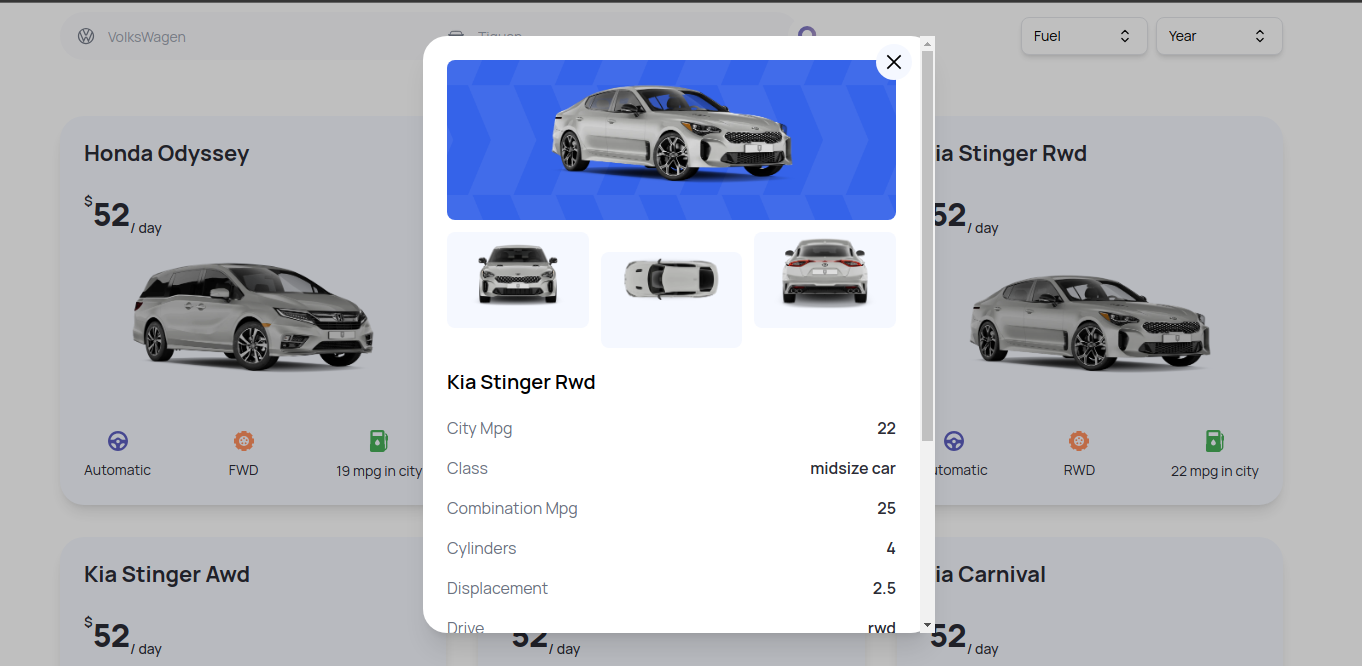 VolksWagen
Tiguan
Fuel
Year
Honda Odyssey
$52/ day
Automatic
FWD
19 mpg in city
Kia Stinger Rwd
City Mpg 22
Class midsize car
Combination Mpg 25
Cylinders 4
Displacement 2.5
Drive rwd
ia Stinger Rwd
52/ day
utomatic
RWD
22 mpg in city
Kia Stinger Awd
$52/ day
52/ day
ia Carnival
52/ day